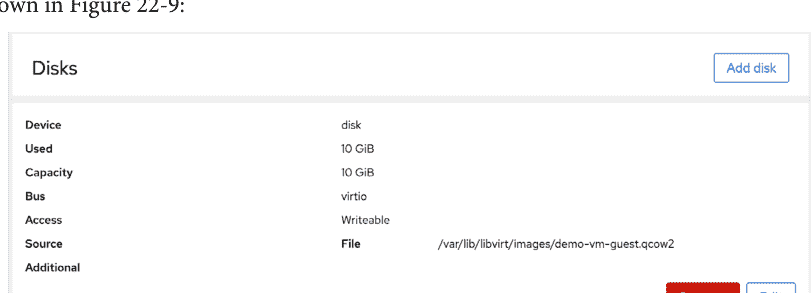 own in Figure 22-9:
Disks Add disk
Device disk
Used 10 GiB
Capacity 10 GiB
Bus virtio
Access Writeable
Source File /var/lib/libvirt/images/demo-vm-guest.qcow2
Additional